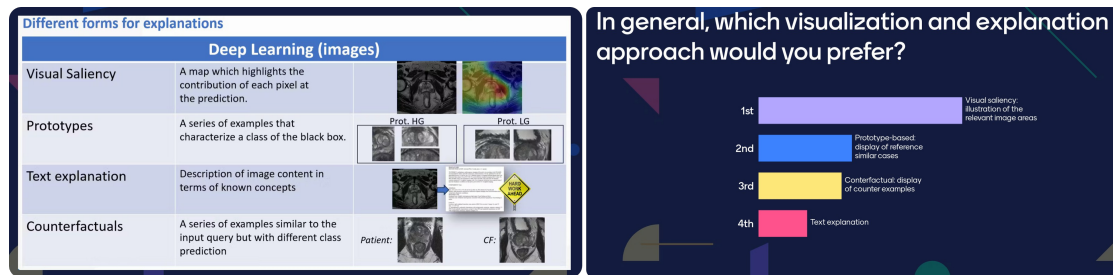 Different forms for explanations
Deep Learning (images)
Visual Saliency
A map which highlights the
contribution of each pixel at
the prediction.
Prototypes
A series of examples that
characterize a class of the black box.
Prot. HG
Prot. LG
Text explanation
Description of image content in
terms of known concepts
HARD
WORK
AHEAD
Counterfactuals
A series of examples similar to the
input query but with different class
prediction
Patient:
CF:
In general, which visualization and explanation
approach would you prefer?
1st
Visual saliency:
illustration of the
relevant image areas
2nd
Prototype-based:
display of reference
similar cases
3rd
Conterfactual: display
of counter examples
4th
Text explanation